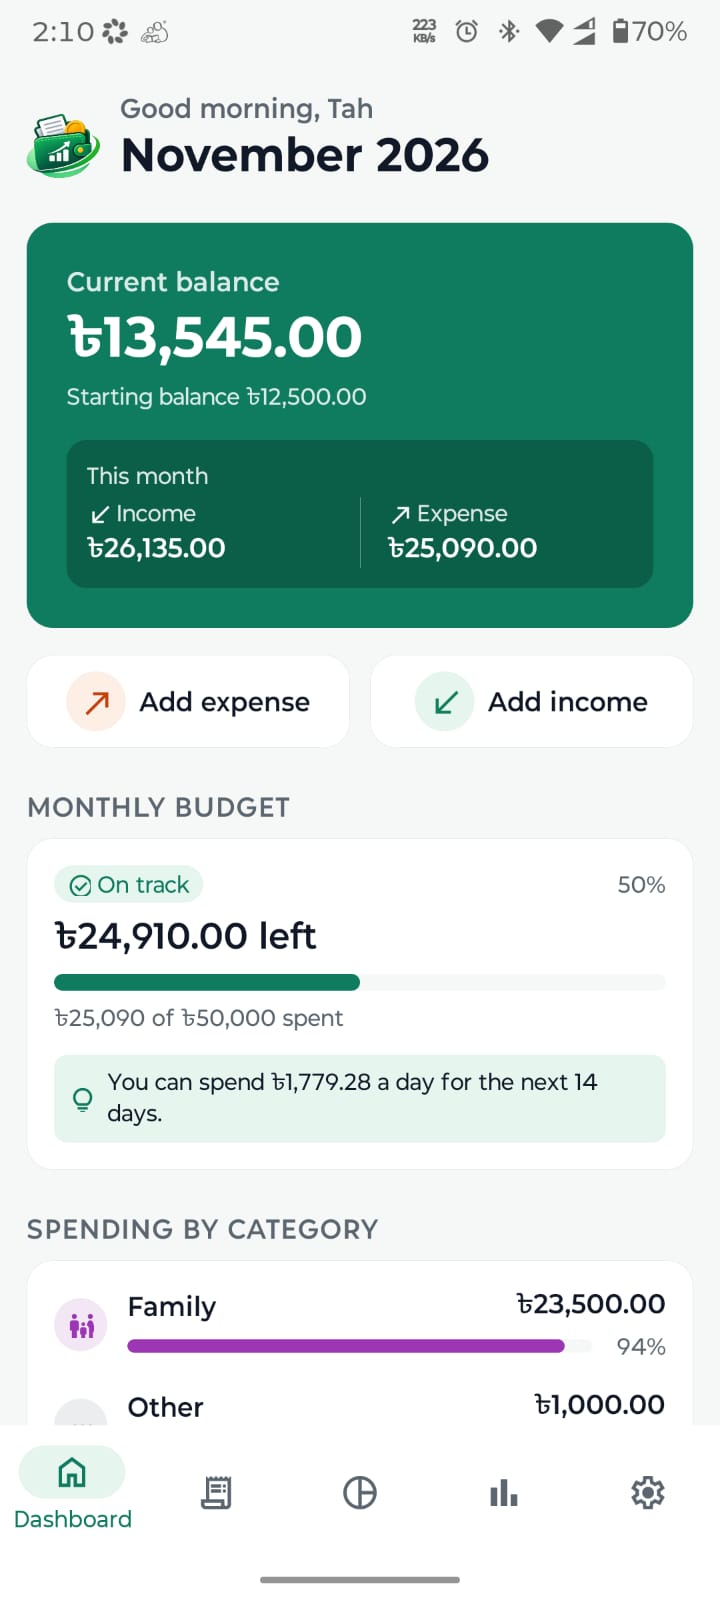 2:10
223
KB/s
70%
Good morning, Tah
November 2026
Current balance
৳13,545.00
Starting balance ৳12,500.00
This month
Income
Expense
৳26,135.00
৳25,090.00
Add expense
Add income
MONTHLY BUDGET
On track
50%
৳24,910.00 left
৳25,090 of ৳50,000 spent
You can spend ৳1,779.28 a day for the next 14
days.
SPENDING BY CATEGORY
Family
৳23,500.00
94%
Other
৳1,000.00
Dashboard